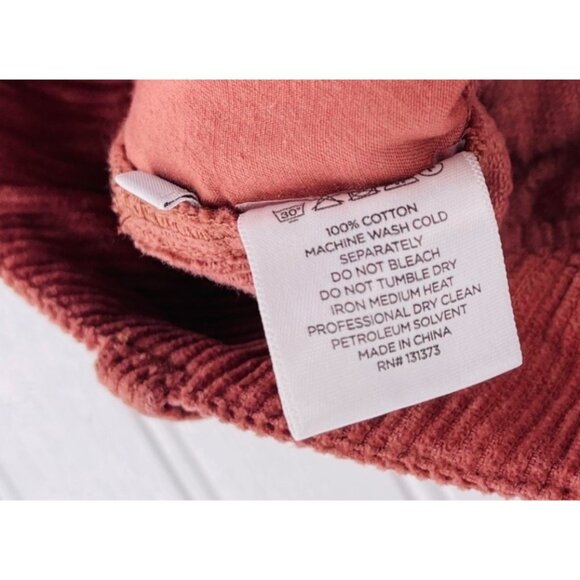 30°
100% COTTON
MACHINE WASH COLD
SEPARATELY
DO NOT BLEACH
DO NOT TUMBLE DRY
IRON MEDIUM HEAT
PROFESSIONAL DRY CLEAN
PETROLEUM SOLVENT
MADE IN CHINA
RN# 131373